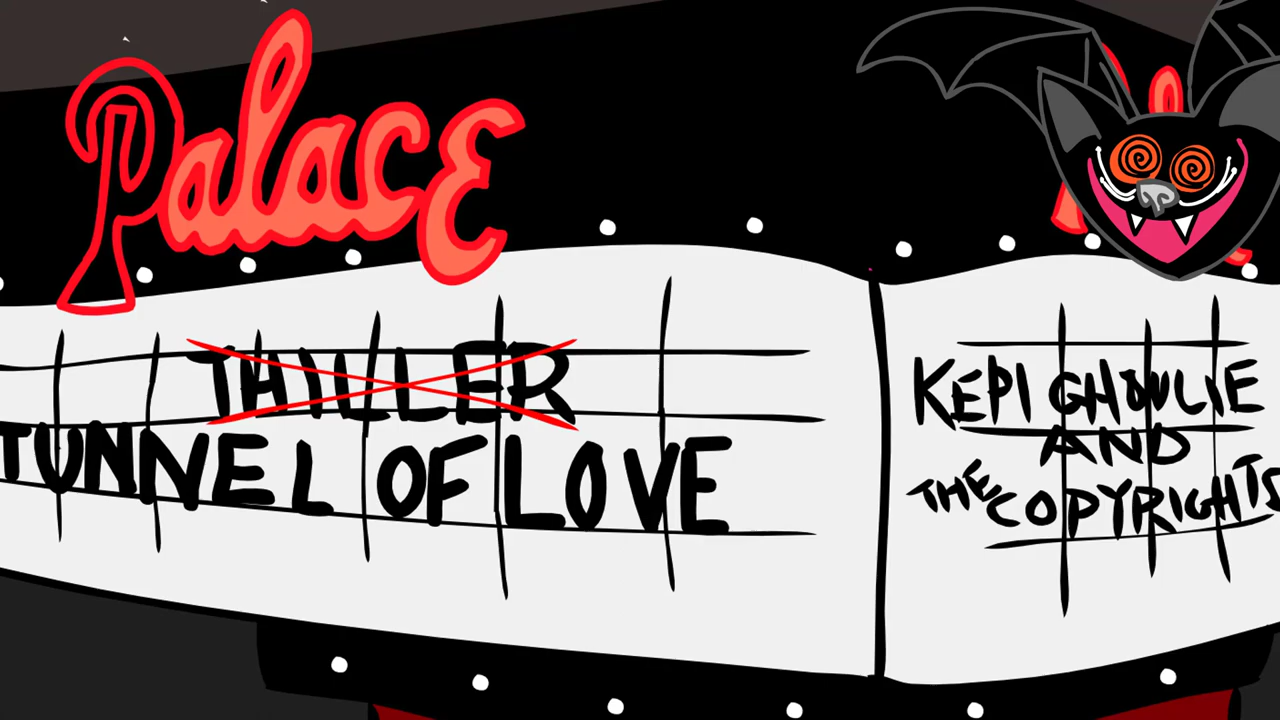 Palace
THILLER
TUNNEL OF LOVE
KEPI GHOULIE
AND
THE COPYRIGHTS